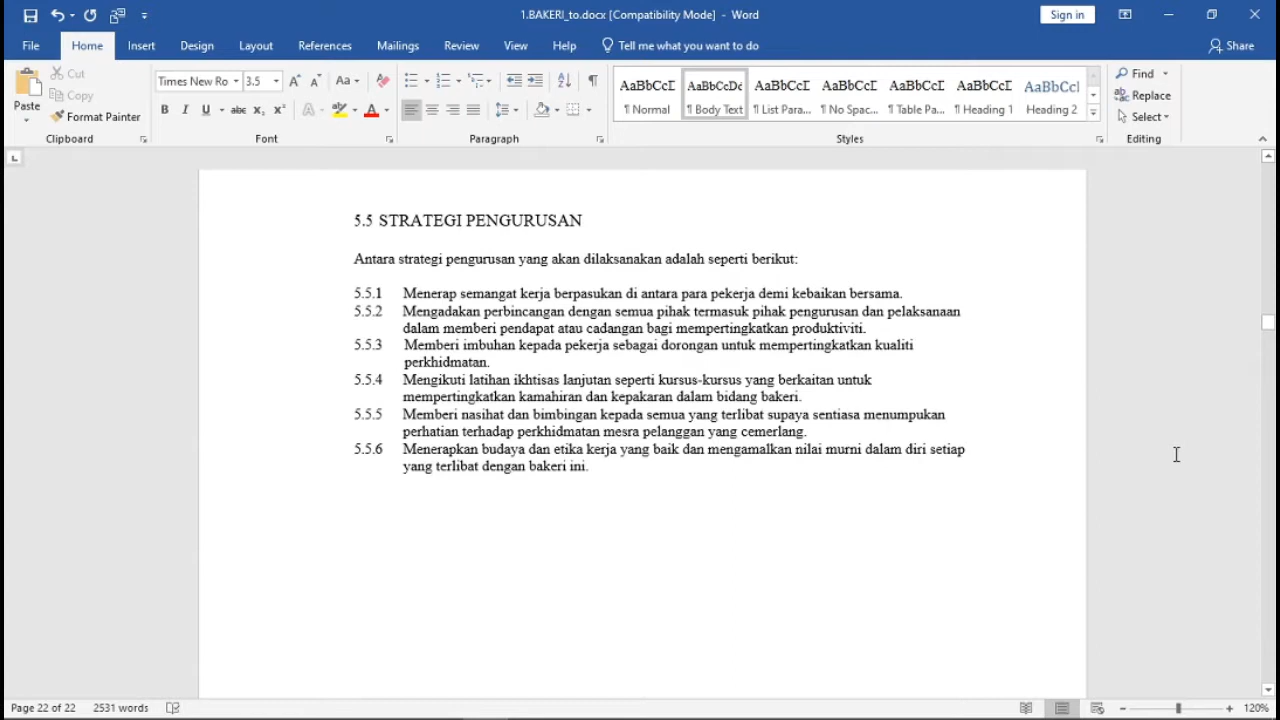 1.BAKERI_to.docx [Compatibility Mode] - Word
Sign in
File Home Insert Design Layout References Mailings Review View Help Tell me what you want to do Share
Paste
Cut
Copy
Format Painter
Clipboard
Times New Ro 3.5
Font
Paragraph
AaBbCcI AaBbCcDd AaBbCcI AaBbCcI AaBbCcI AaBbCcI AaBbCcl
¶ Normal ¶ Body Text ¶ List Para... ¶ No Spac... ¶ Table Pa... ¶ Heading 1 Heading 2
Styles
Find
Replace
Select
Editing
5.5 STRATEGI PENGURUSAN
Antara strategi pengurusan yang akan dilaksanakan adalah seperti berikut:
5.5.1 Menerap semangat kerja berpasukan di antara para pekerja demi kebaikan bersama.
5.5.2 Mengadakan perbincangan dengan semua pihak termasuk pihak pengurusan dan pelaksanaan
dalam memberi pendapat atau cadangan bagi mempertingkatkan produktiviti.
5.5.3 Memberi imbuhan kepada pekerja sebagai dorongan untuk mempertingkatkan kualiti
perkhidmatan.
5.5.4 Mengikuti latihan ikhtisas lanjutan seperti kursus-kursus yang berkaitan untuk
mempertingkatkan kamahiran dan kepakaran dalam bidang bakeri.
5.5.5 Memberi nasihat dan bimbingan kepada semua yang terlibat supaya sentiasa menumpukan
perhatian terhadap perkhidmatan mesra pelanggan yang cemerlang.
5.5.6 Menerapkan budaya dan etika kerja yang baik dan mengamalkan nilai murni dalam diri setiap
yang terlibat dengan bakeri ini.
Page 22 of 22 2531 words 120%